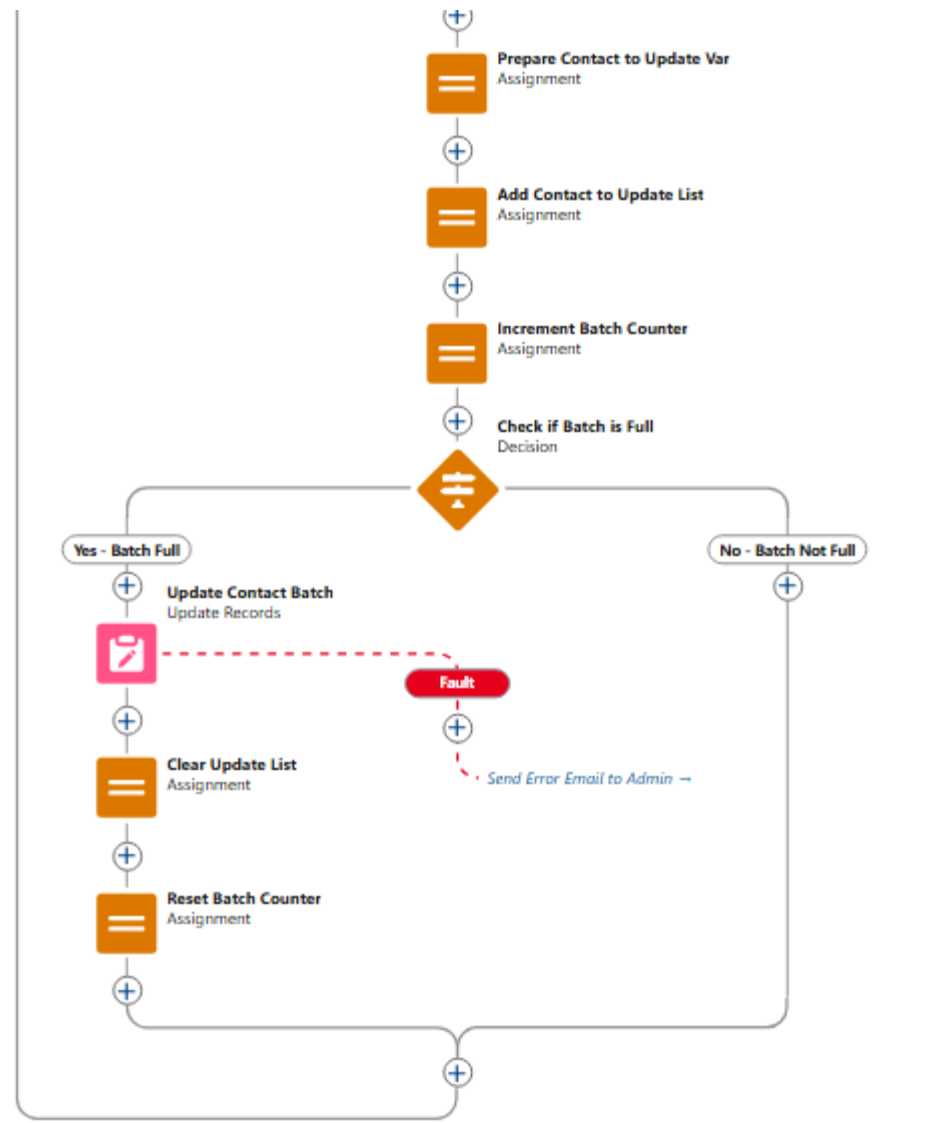 Prepare Contact to Update Var
Assignment
Add Contact to Update List
Assignment
Increment Batch Counter
Assignment
Check if Batch is Full
Decision
Yes - Batch Full
No - Batch Not Full
Update Contact Batch
Update Records
Fault
Send Error Email to Admin →
Clear Update List
Assignment
Reset Batch Counter
Assignment